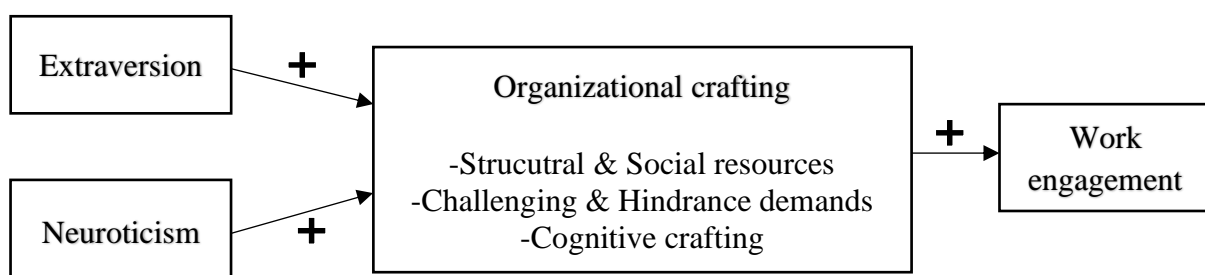 Extraversion
+
Organizational crafting
-Strucutral & Social resources
-Challenging & Hindrance demands
-Cognitive crafting
+
Work
engagement
Neuroticism
+